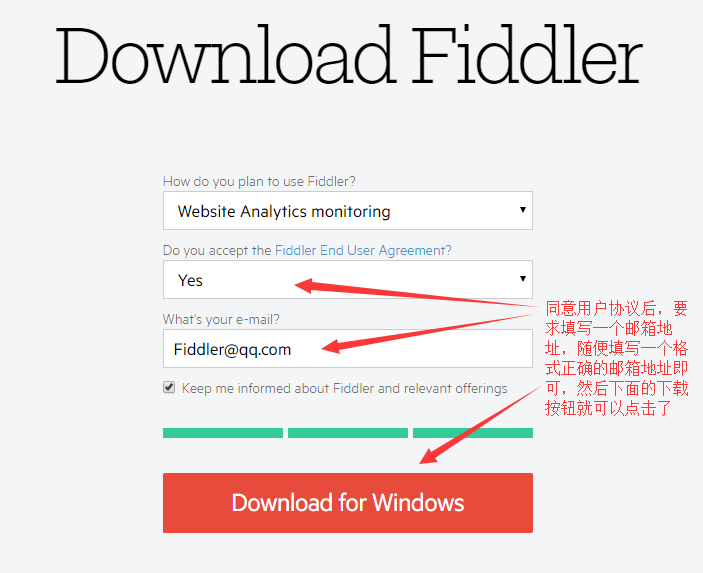 Download Fiddler
How do you plan to use Fiddler?
Website Analytics monitoring
Do you accept the Fiddler End User Agreement?
Yes
What's your e-mail?
Fiddler@qq.com
Keep me informed about Fiddler and relevant offerings
Download for Windows
同意用户协议后，要
求填写一个邮箱地
址，随便填写一个格
式正确的邮箱地址即
可，然后下面的下载
按钮就可以点击了